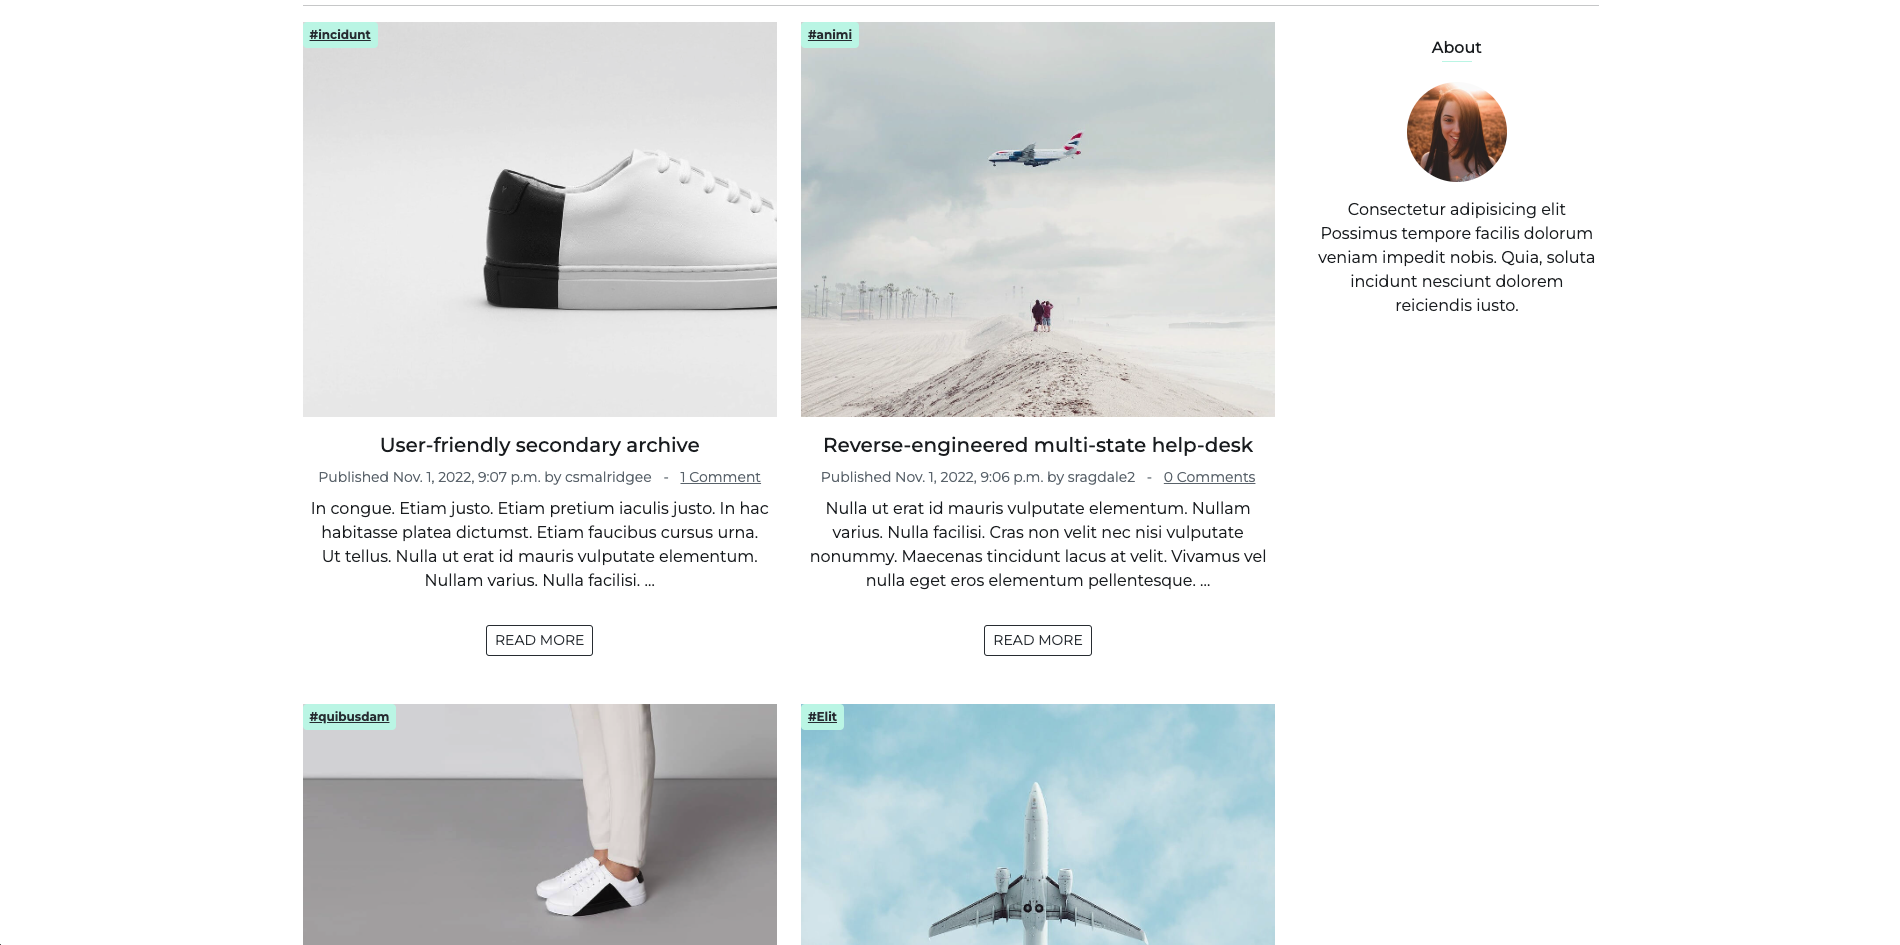 #incidunt
User-friendly secondary archive
Published Nov. 1, 2022, 9:07 p.m. by csmalridgee - 1 Comment
In congue. Etiam justo. Etiam pretium iaculis justo. In hac
habitasse platea dictumst. Etiam faucibus cursus urna.
Ut tellus. Nulla ut erat id mauris vulputate elementum.
Nullam varius. Nulla facilisi. ...
READ MORE
#animi
Reverse-engineered multi-state help-desk
Published Nov. 1, 2022, 9:06 p.m. by sragdale2 - 0 Comments
Nulla ut erat id mauris vulputate elementum. Nullam
varius. Nulla facilisi. Cras non velit nec nisi vulputate
nonummy. Maecenas tincidunt lacus at velit. Vivamus vel
nulla eget eros elementum pellentesque. ...
READ MORE
#quibusdam
#Elit
About
Consectetur adipisicing elit
Possimus tempore facilis dolorum
veniam impedit nobis. Quia, soluta
incidunt nesciunt dolorem
reiciendis iusto.